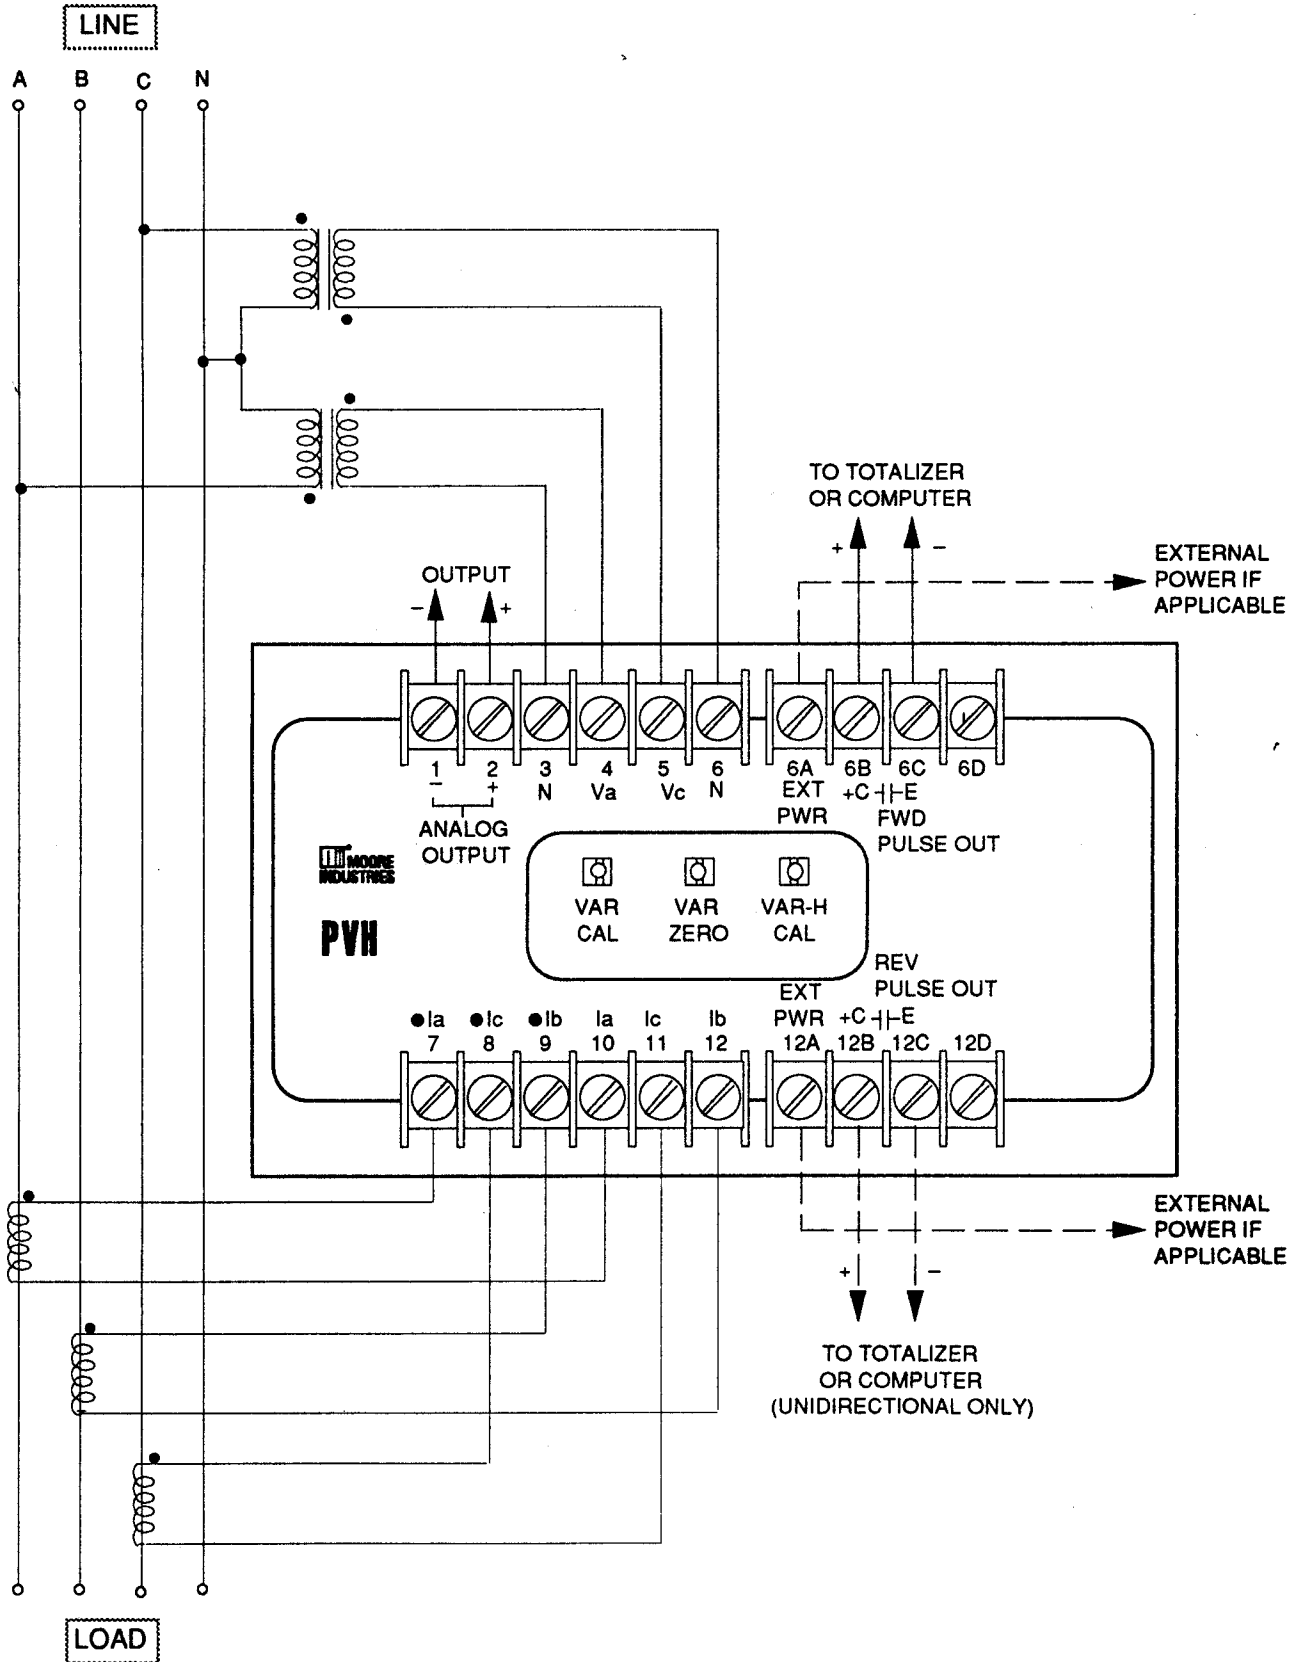 LINE
A B C N
TO TOTALIZER
OR COMPUTER
+ −
EXTERNAL
POWER IF
APPLICABLE
OUTPUT
− +
1 2 3 4 5 6 6A 6B 6C 6D
− + N Va Vc N EXT +C E
PWR FWD
ANALOG PULSE OUT
OUTPUT
MOORE
INDUSTRIES
VAR VAR VAR-H
CAL ZERO CAL
PVH
REV
EXT PULSE OUT
Ia Ic Ib Ia Ic Ib PWR +C E
7 8 9 10 11 12 12A 12B 12C 12D
EXTERNAL
POWER IF
APPLICABLE
+ −
TO TOTALIZER
OR COMPUTER
(UNIDIRECTIONAL ONLY)
LOAD